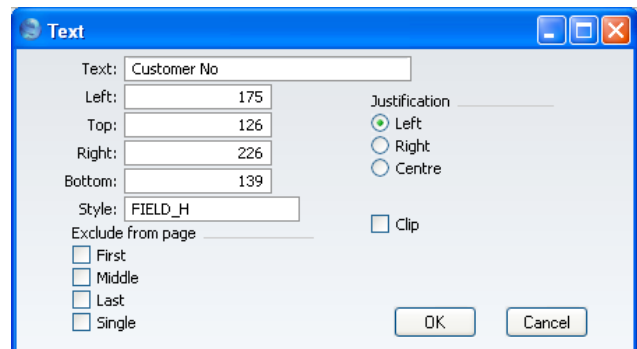 Text
Text: Customer No
Left: 175
Top: 126
Right: 226
Bottom: 139
Style: FIELD_H
Justification
Left
Right
Centre
Clip
Exclude from page
First
Middle
Last
Single
OK Cancel